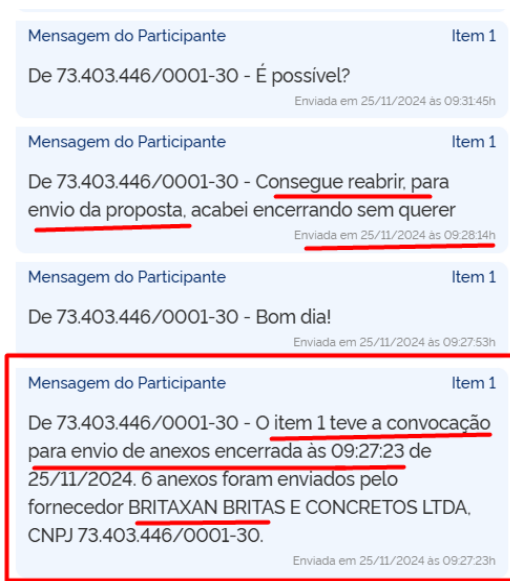 Mensagem do Participante Item 1
De 73.403.446/0001-30 - É possível?
Enviada em 25/11/2024 às 09:31:45h
Mensagem do Participante Item 1
De 73.403.446/0001-30 - Consegue reabrir, para
envio da proposta, acabei encerrando sem querer
Enviada em 25/11/2024 às 09:28:14h
Mensagem do Participante Item 1
De 73.403.446/0001-30 - Bom dia!
Enviada em 25/11/2024 às 09:27:53h
Mensagem do Participante Item 1
De 73.403.446/0001-30 - O item 1 teve a convocação
para envio de anexos encerrada às 09:27:23 de
25/11/2024. 6 anexos foram enviados pelo
fornecedor BRITAXAN BRITAS E CONCRETOS LTDA,
CNPJ 73.403.446/0001-30.
Enviada em 25/11/2024 às 09:27:23h